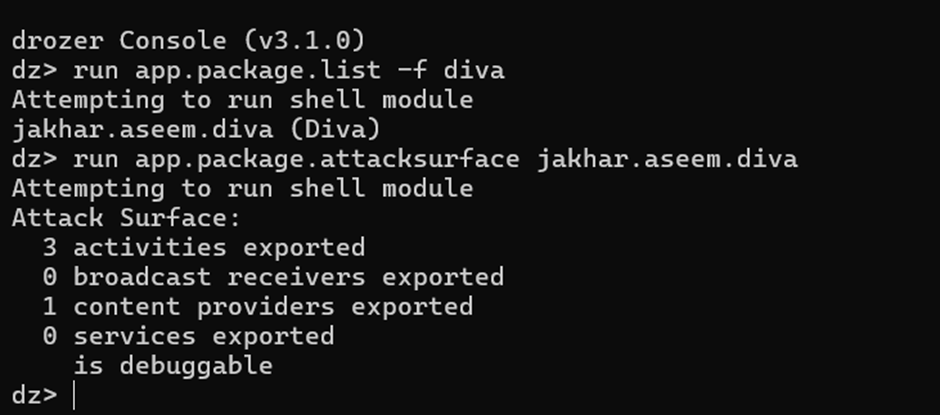 drozer Console (v3.1.0)
dz> run app.package.list -f diva
Attempting to run shell module
jakhar.aseem.diva (Diva)
dz> run app.package.attacksurface jakhar.aseem.diva
Attempting to run shell module
Attack Surface:
  3 activities exported
  0 broadcast receivers exported
  1 content providers exported
  0 services exported
    is debuggable
dz>